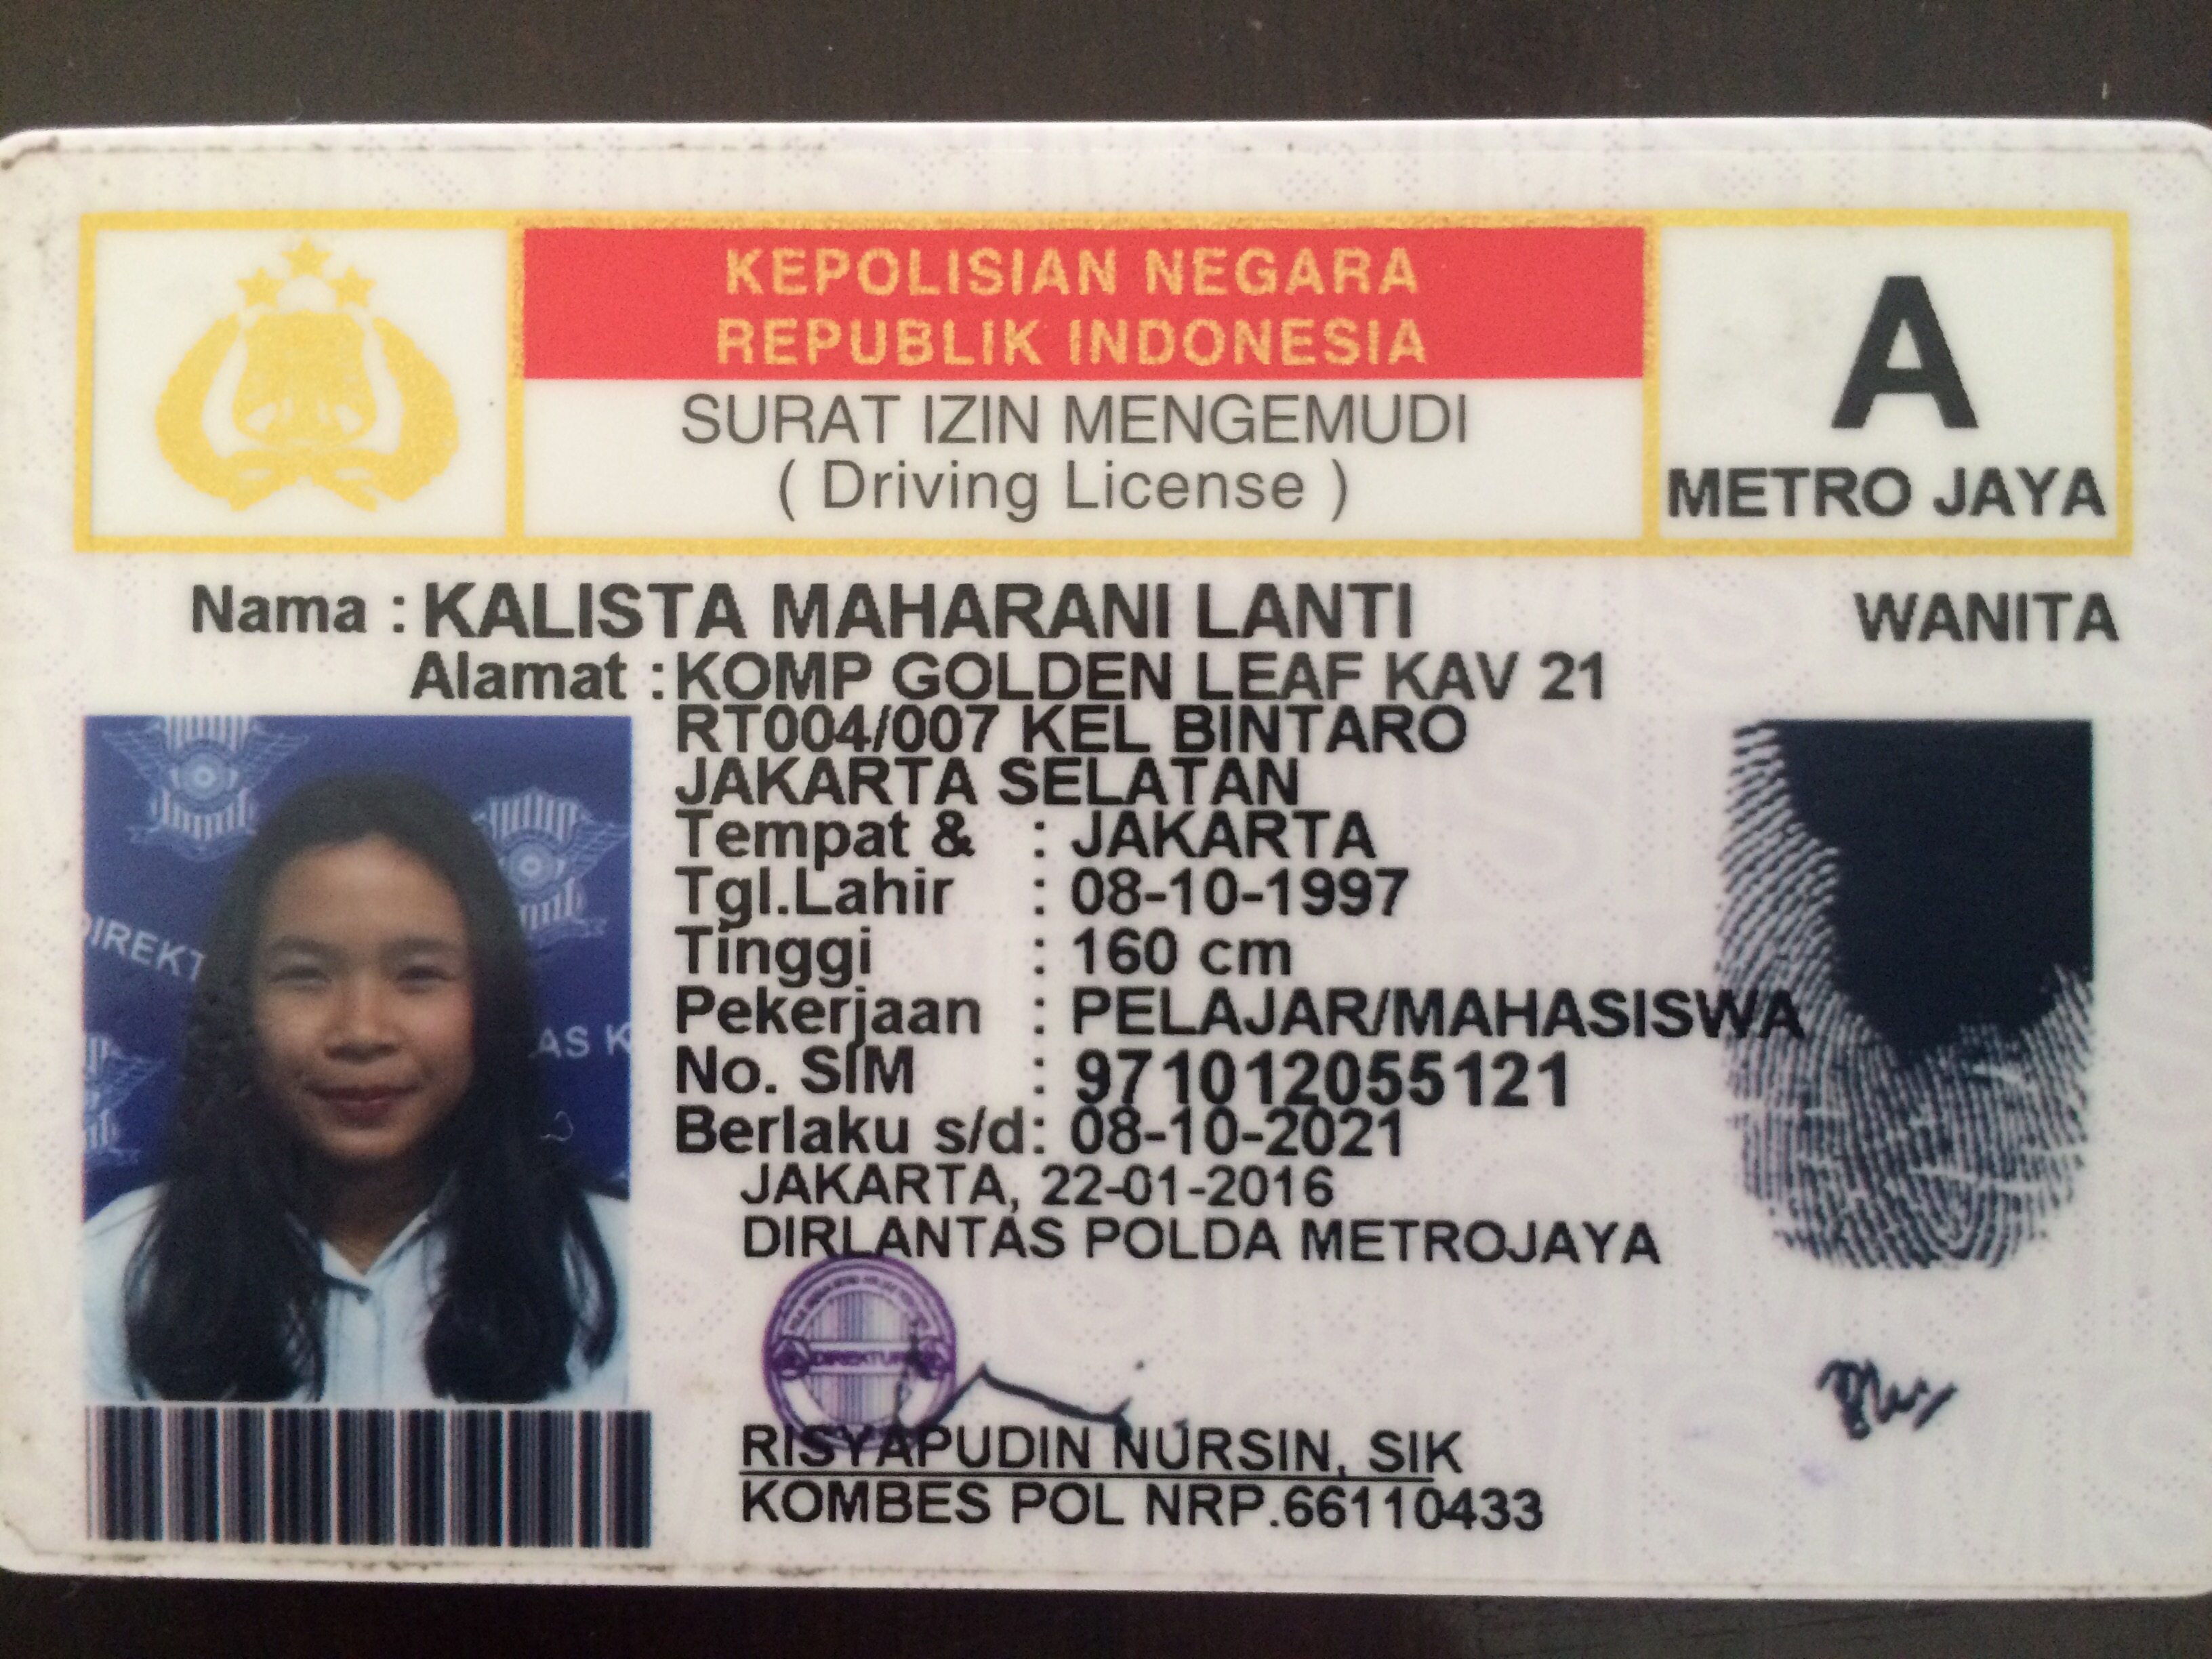 KEPOLISIAN NEGARA
REPUBLIK INDONESIA
SURAT IZIN MENGEMUDI
( Driving License )
A
METRO JAYA
Nama : KALISTA MAHARANI LANTI
WANITA
Alamat : KOMP GOLDEN LEAF KAV 21
RT004/007 KEL BINTARO
JAKARTA SELATAN
Tempat & : JAKARTA
Tgl.Lahir : 08-10-1997
Tinggi : 160 cm
Pekerjaan : PELAJAR/MAHASISWA
No. SIM : 971012055121
Berlaku s/d : 08-10-2021
JAKARTA, 22-01-2016
DIRLANTAS POLDA METROJAYA
RISYAPUDIN NURSIN, SIK
KOMBES POL NRP.66110433
DIREKT
AS K